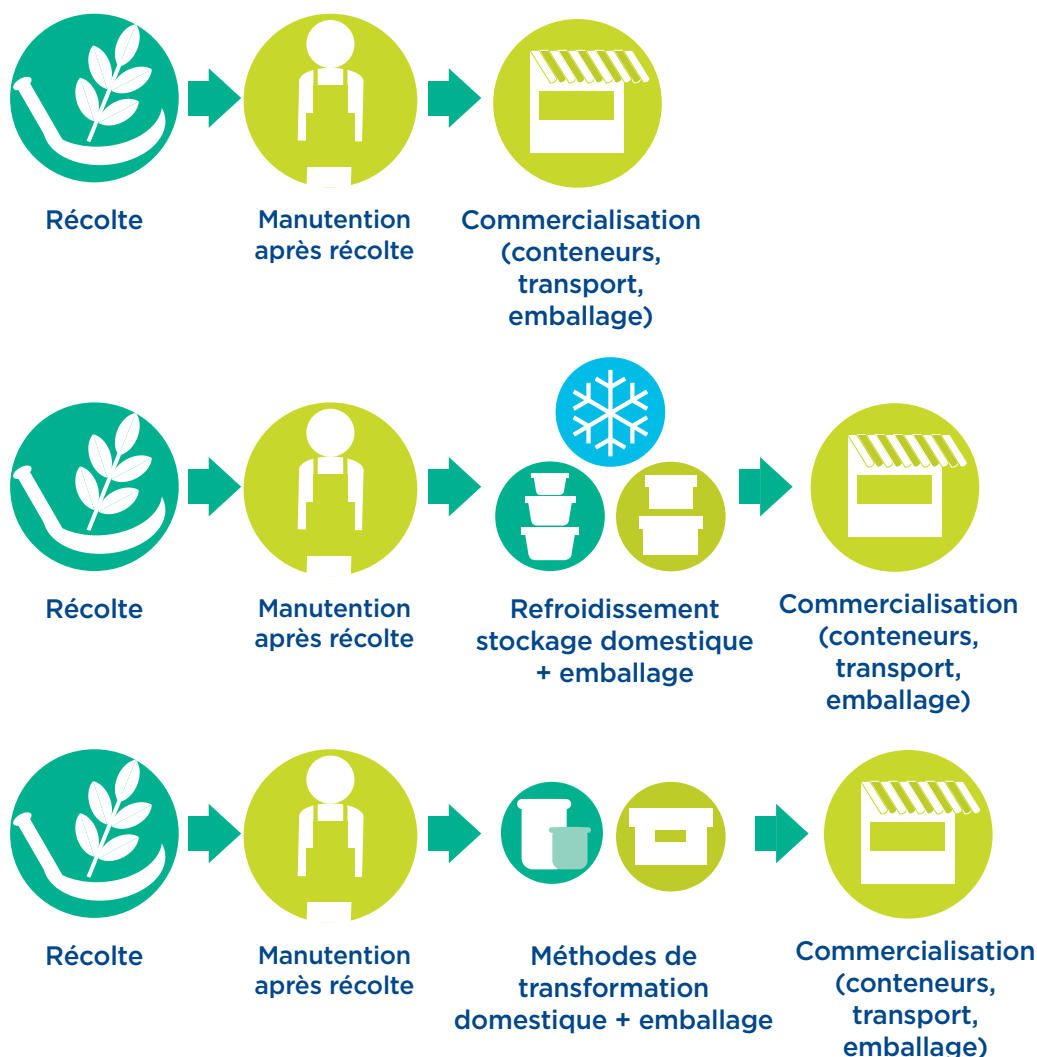 Récolte
Manutention
après récolte
Commercialisation
(conteneurs,
transport,
emballage)
Récolte
Manutention
après récolte
Refroidissement
stockage domestique
+ emballage
Commercialisation
(conteneurs,
transport,
emballage)
Récolte
Manutention
après récolte
Méthodes de
transformation
domestique + emballage
Commercialisation
(conteneurs,
transport,
emballage)